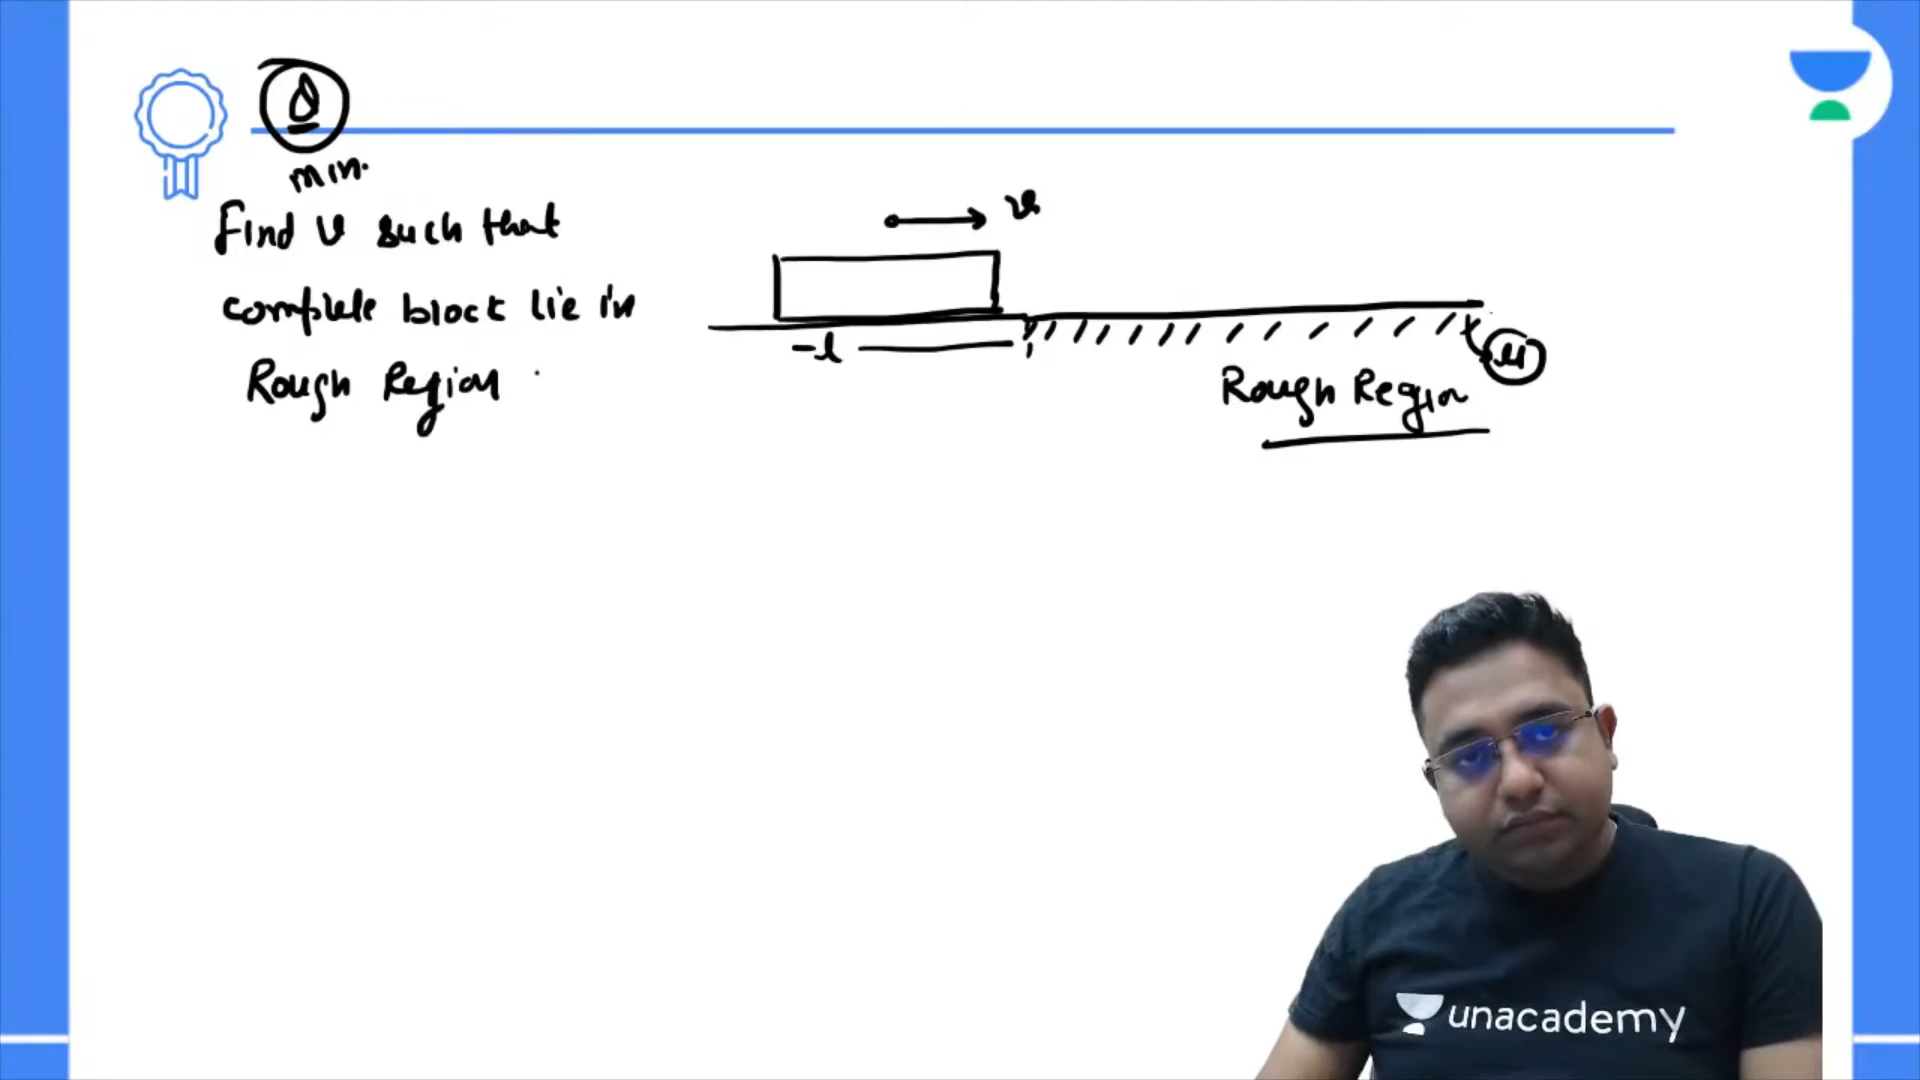 min.
Find v such that
complete block lie in
Rough Region.
v
l
μ
Rough Region
unacademy